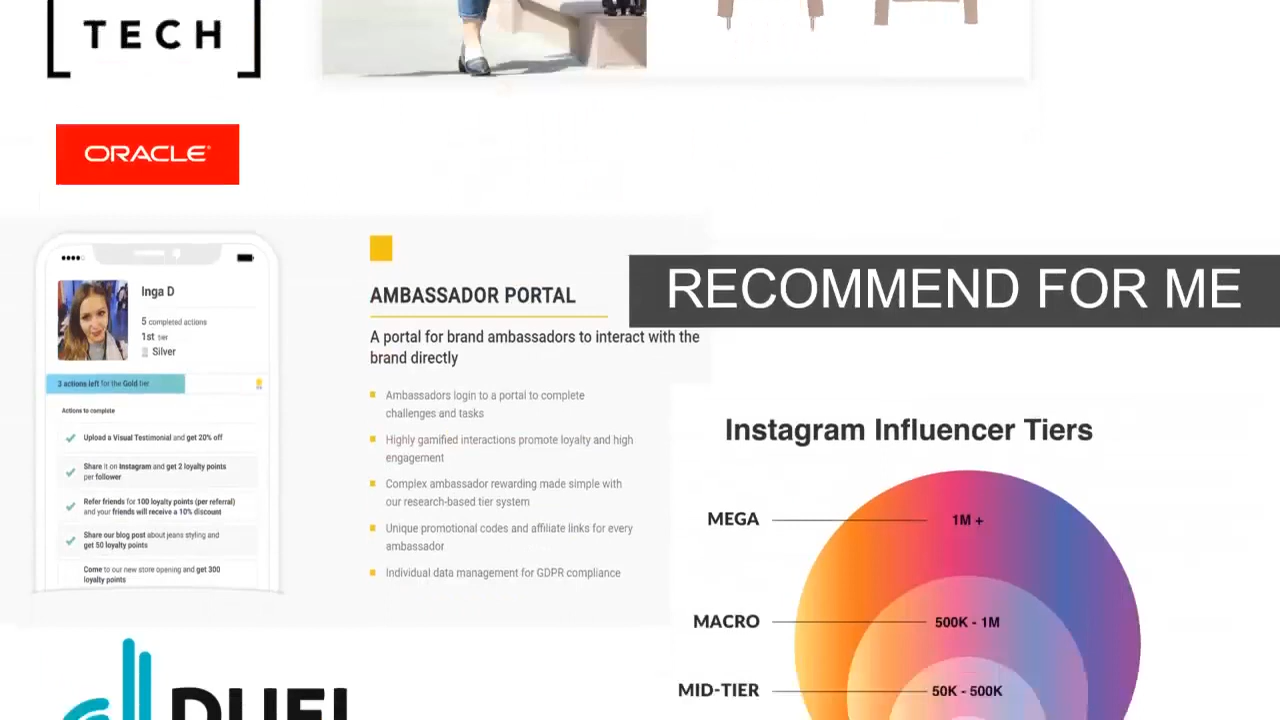 TECH
ORACLE
Inga D
5 completed actions
1st tier
Silver
3 actions left for the Gold tier
Actions to complete
Upload a Visual Testimonial and get 20% off
Share it on Instagram and get 2 loyalty points
per follower
Refer friends for 100 loyalty points (per referral)
and your friends will receive a 10% discount
Share our blog post about jeans styling and
get 50 loyalty points
Come to our new store opening and get 300
loyalty points
AMBASSADOR PORTAL
A portal for brand ambassadors to interact with the
brand directly
Ambassadors login to a portal to complete
challenges and tasks
Highly gamified interactions promote loyalty and high
engagement
Complex ambassador rewarding made simple with
our research-based tier system
Unique promotional codes and affiliate links for every
ambassador
Individual data management for GDPR compliance
RECOMMEND FOR ME
Instagram Influencer Tiers
MEGA 1M +
MACRO 500K - 1M
MID-TIER 50K - 500K
DUEL